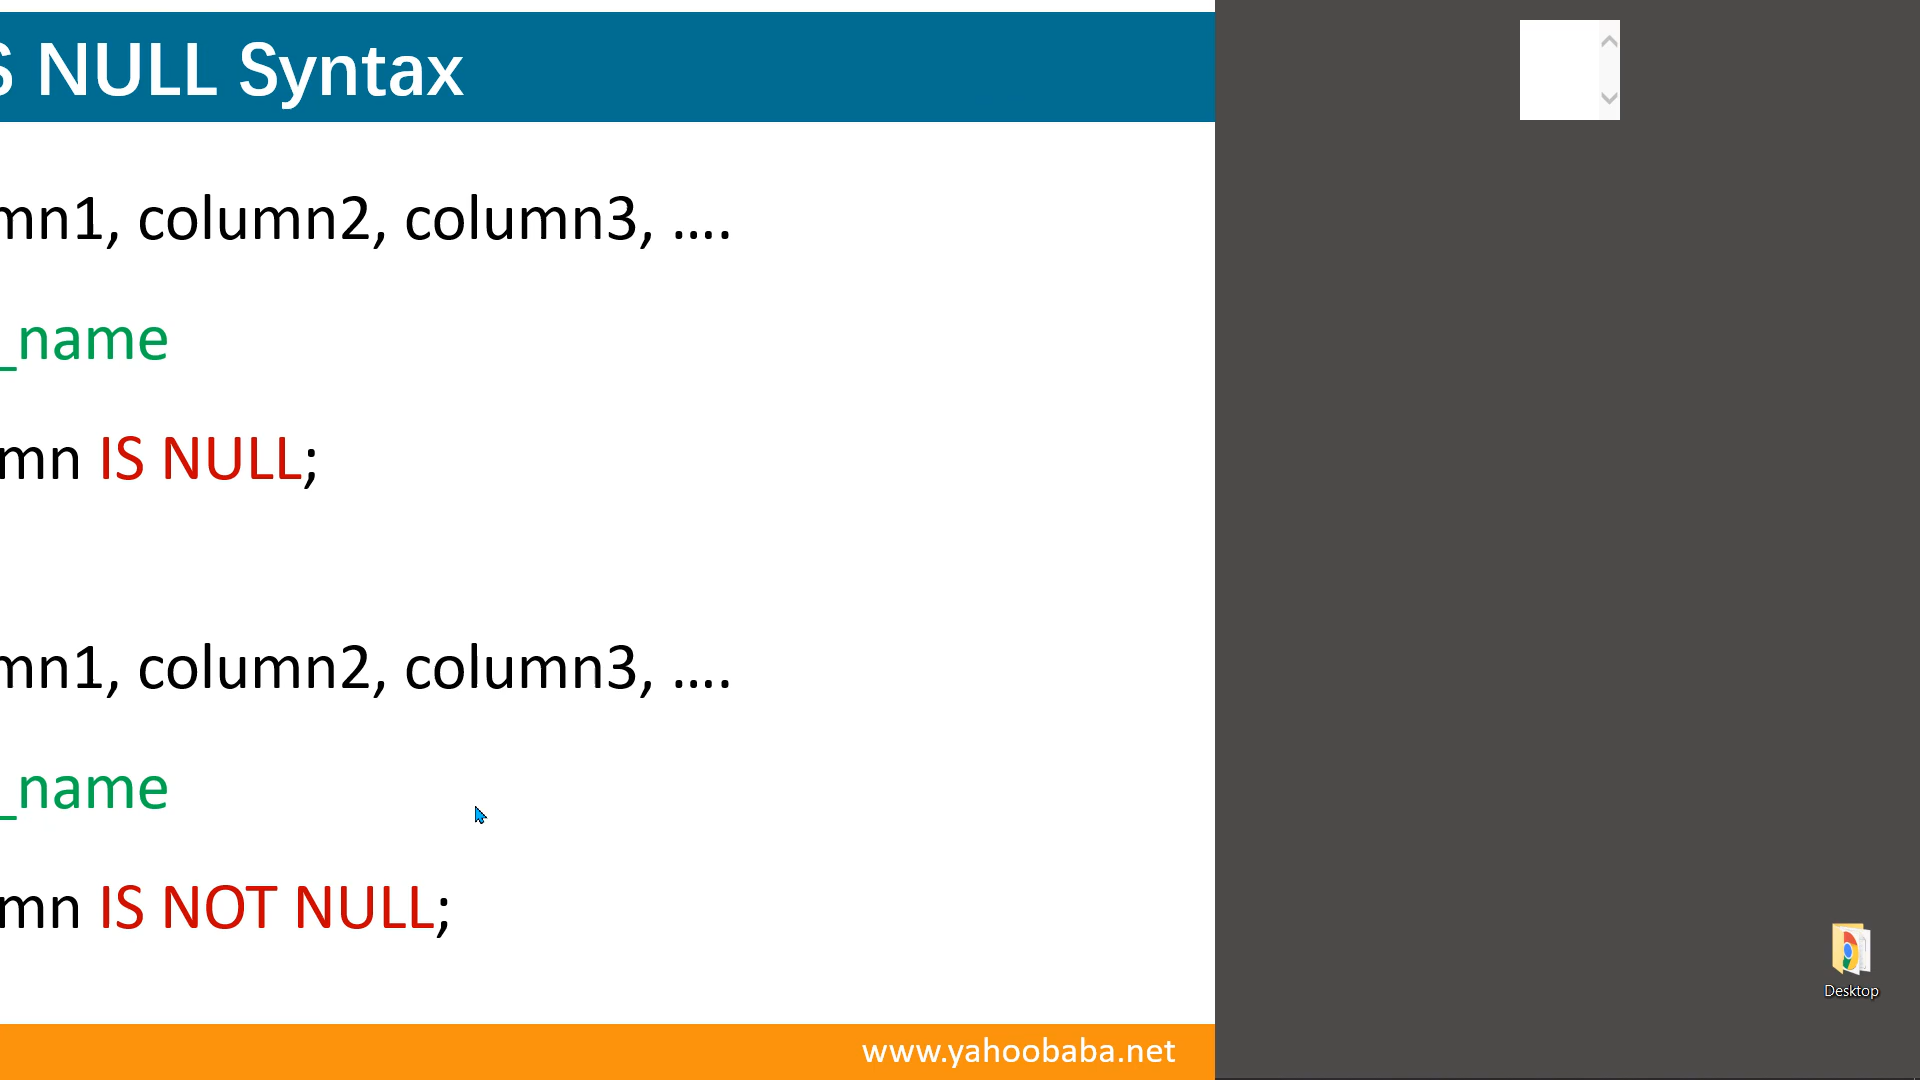 S NULL Syntax
mn1, column2, column3, ….
_name
mn IS NULL;
mn1, column2, column3, ….
_name
mn IS NOT NULL;
Desktop
www.yahoobaba.net